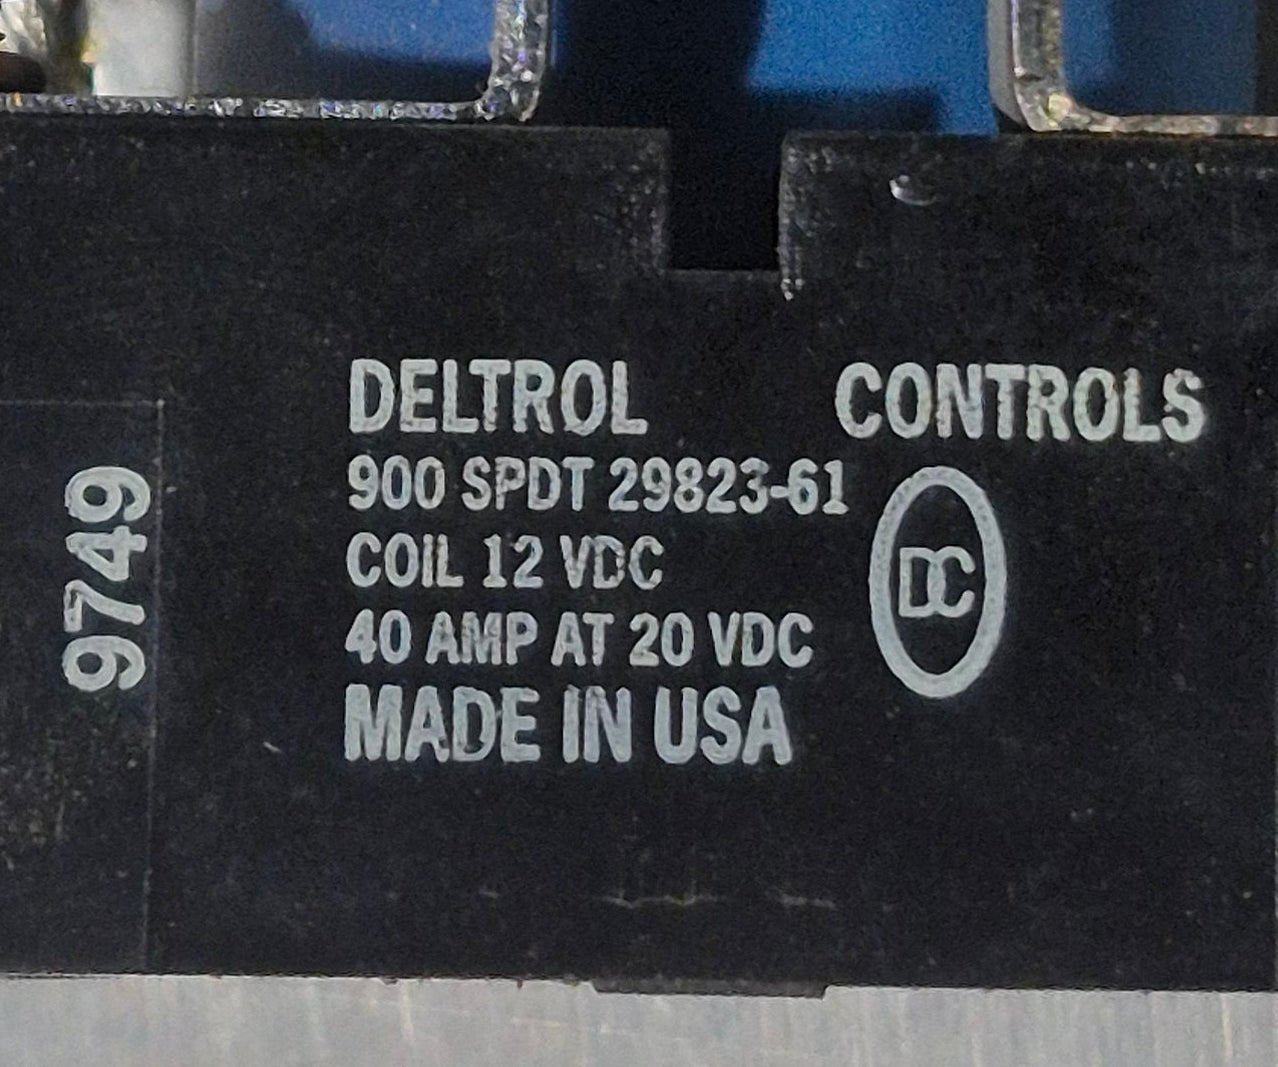 DELTROL CONTROLS
900 SPDT 29823-61
COIL 12 VDC
40 AMP AT 20 VDC
MADE IN USA
DC
9749